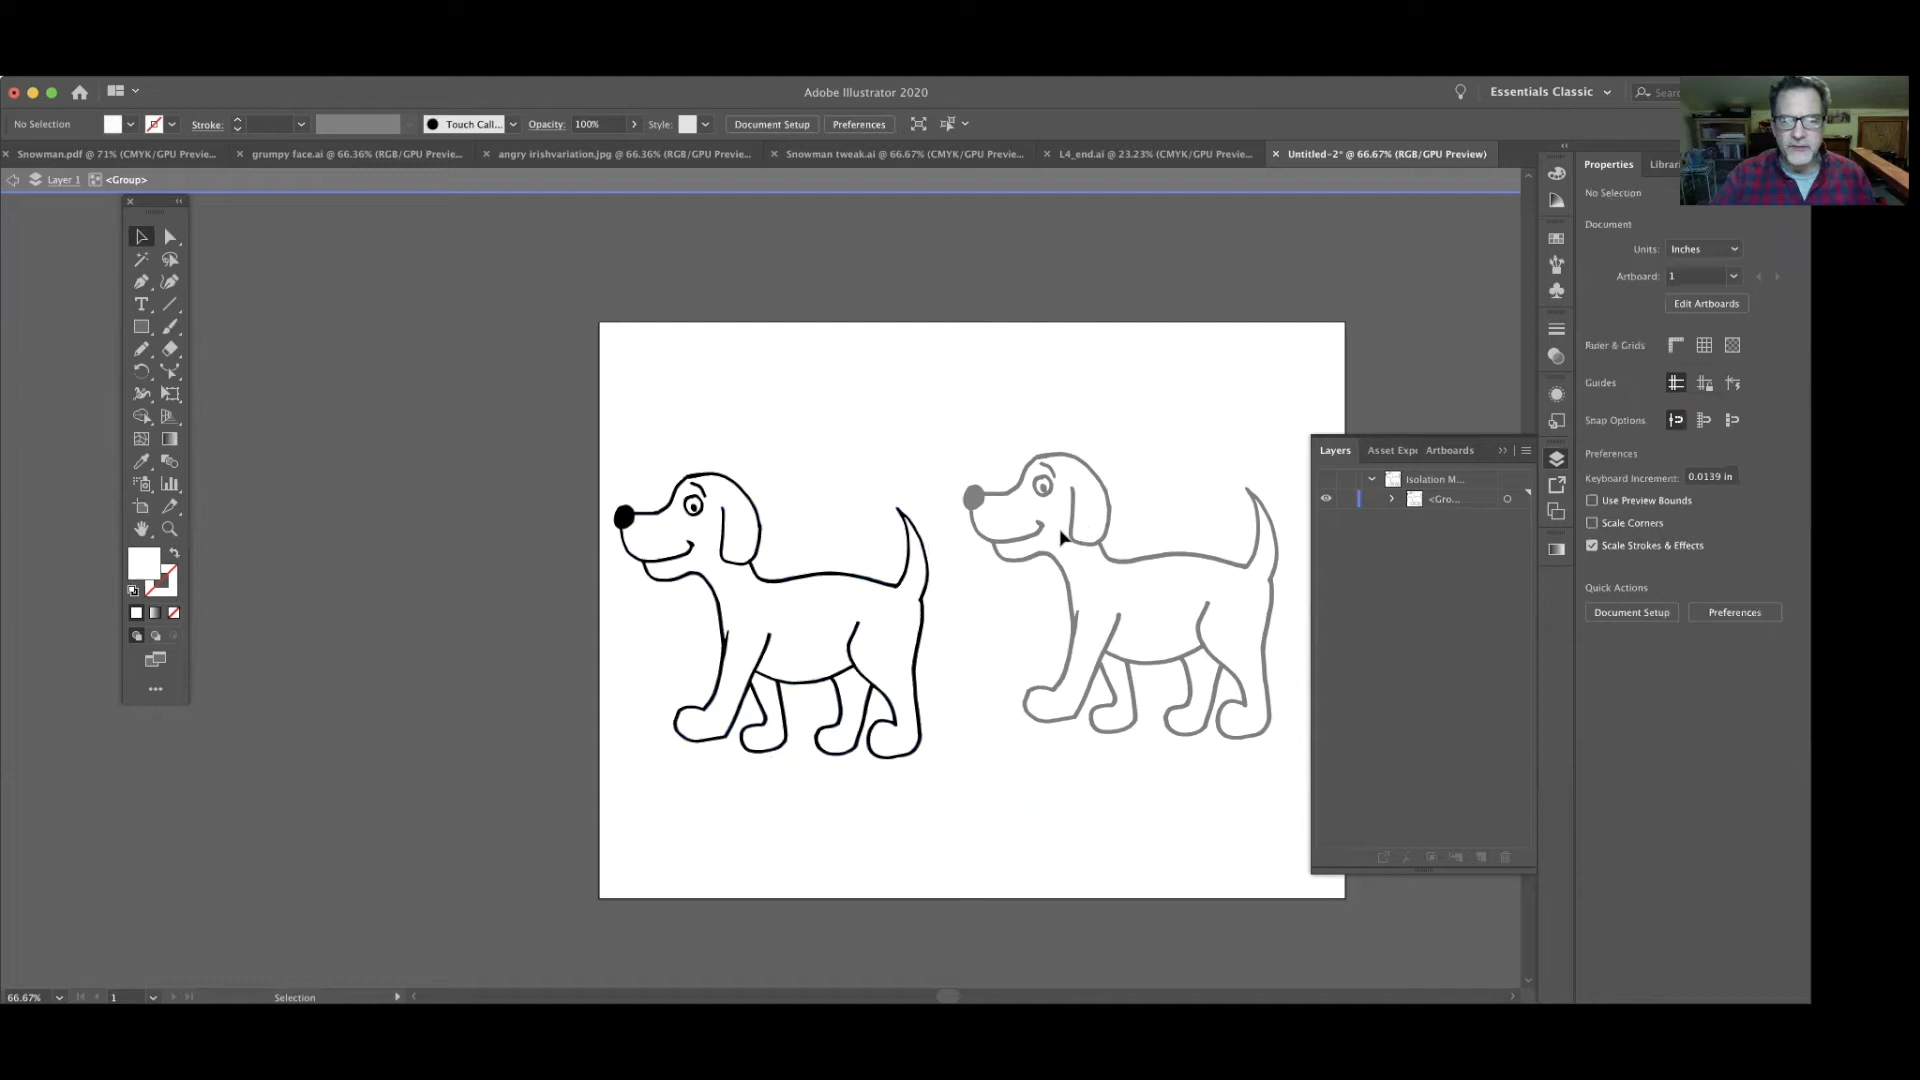 Adobe Illustrator 2020
Essentials Classic
Sear
No Selection
Stroke:
Touch Call...
Opacity: 100%
Style:
Document Setup
Preferences
Snowman.pdf @ 71% (CMYK/GPU Previe...
grumpy face.ai @ 66.36% (RGB/GPU Previe...
angry irishvariation.jpg @ 66.36% (RGB/GPU Previe...
Snowman tweak.ai @ 66.67% (CMYK/GPU Previe...
L4_end.ai @ 23.23% (CMYK/GPU Previe...
Untitled-2* @ 66.67% (RGB/GPU Preview)
Layer 1
<Group>
Properties
Librari
No Selection
Document
Units: Inches
Artboard: 1
Edit Artboards
Ruler & Grids
Guides
Snap Options
Preferences
Keyboard Increment: 0.0139 in
Use Preview Bounds
Scale Corners
Scale Strokes & Effects
Quick Actions
Document Setup
Preferences
Layers
Asset Expo
Artboards
Isolation M...
<Gro...
66.67%
1
Selection